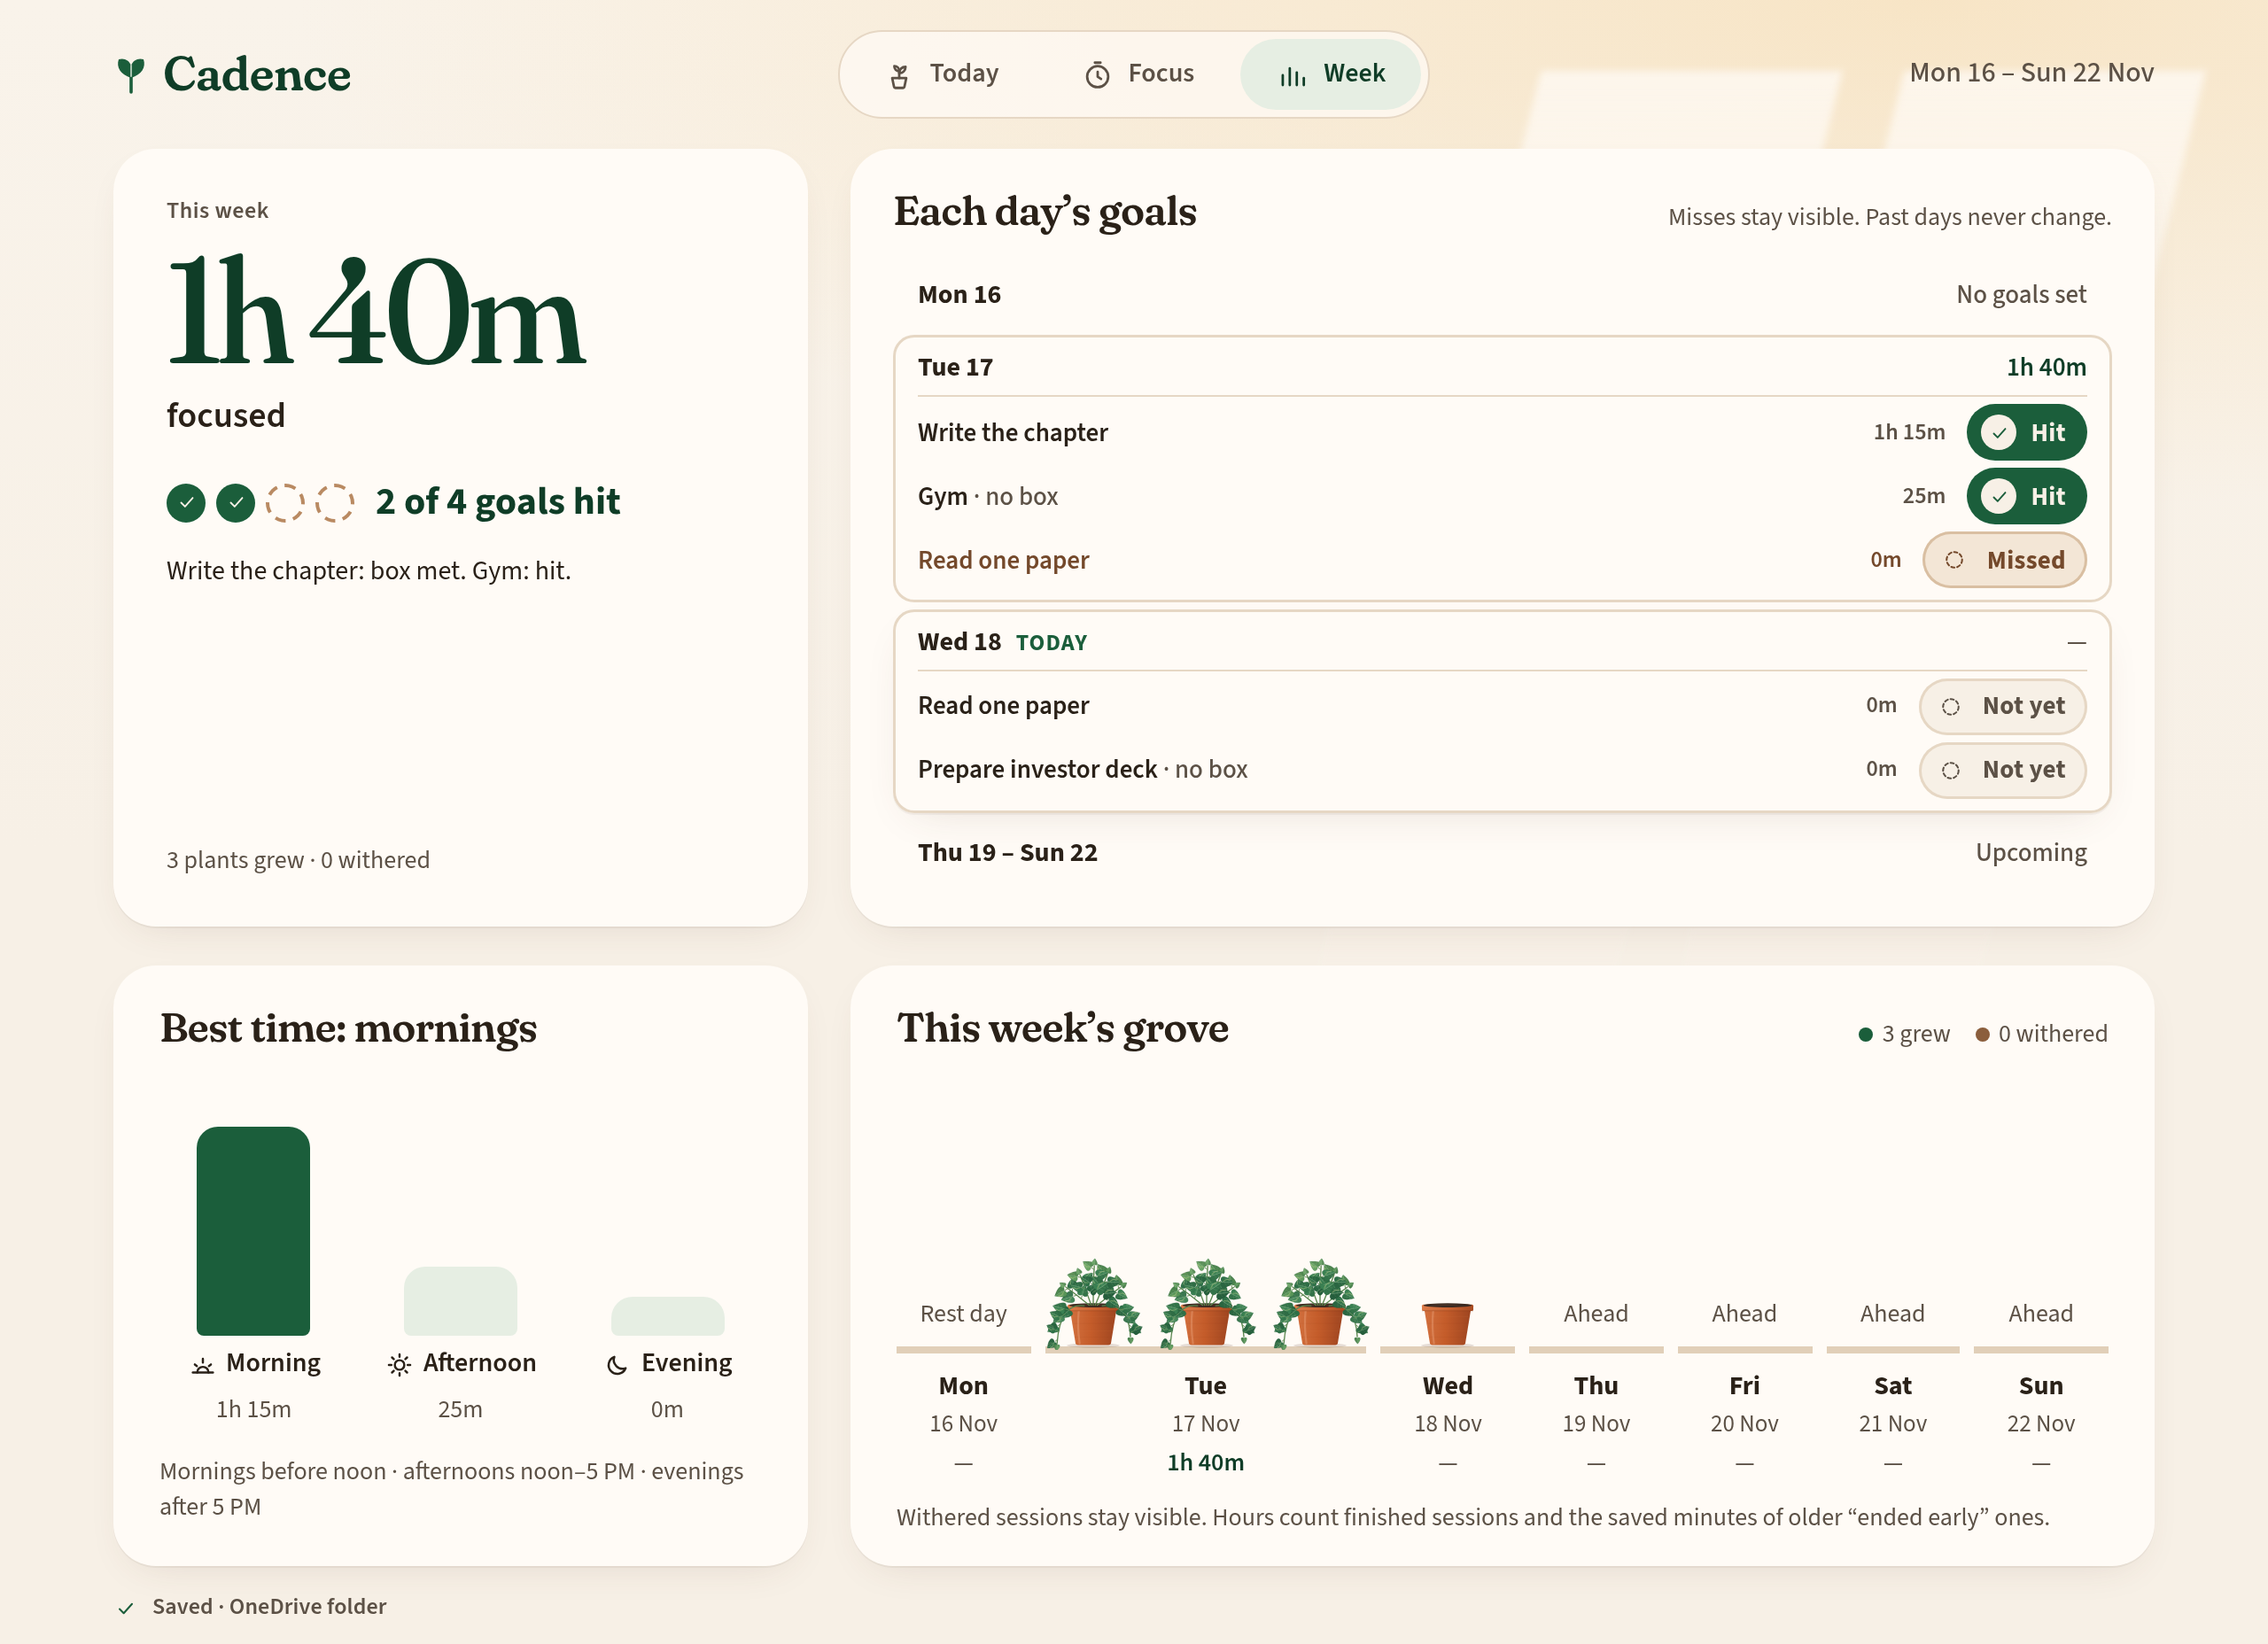 Cadence
Today
Focus
Week
Mon 16 – Sun 22 Nov
This week
1h 40m
focused
2 of 4 goals hit
Write the chapter: box met. Gym: hit.
3 plants grew · 0 withered
Each day’s goals
Misses stay visible. Past days never change.
Mon 16
No goals set
Tue 17
1h 40m
Write the chapter
1h 15m
Hit
Gym · no box
25m
Hit
Read one paper
0m
Missed
Wed 18 TODAY
—
Read one paper
0m
Not yet
Prepare investor deck · no box
0m
Not yet
Thu 19 – Sun 22
Upcoming
Best time: mornings
Morning
Afternoon
Evening
1h 15m
25m
0m
Mornings before noon · afternoons noon–5 PM · evenings
after 5 PM
This week’s grove
3 grew
0 withered
Rest day
Ahead
Ahead
Ahead
Ahead
Mon
Tue
Wed
Thu
Fri
Sat
Sun
16 Nov
17 Nov
18 Nov
19 Nov
20 Nov
21 Nov
22 Nov
—
1h 40m
—
—
—
—
—
Withered sessions stay visible. Hours count finished sessions and the saved minutes of older “ended early” ones.
Saved · OneDrive folder